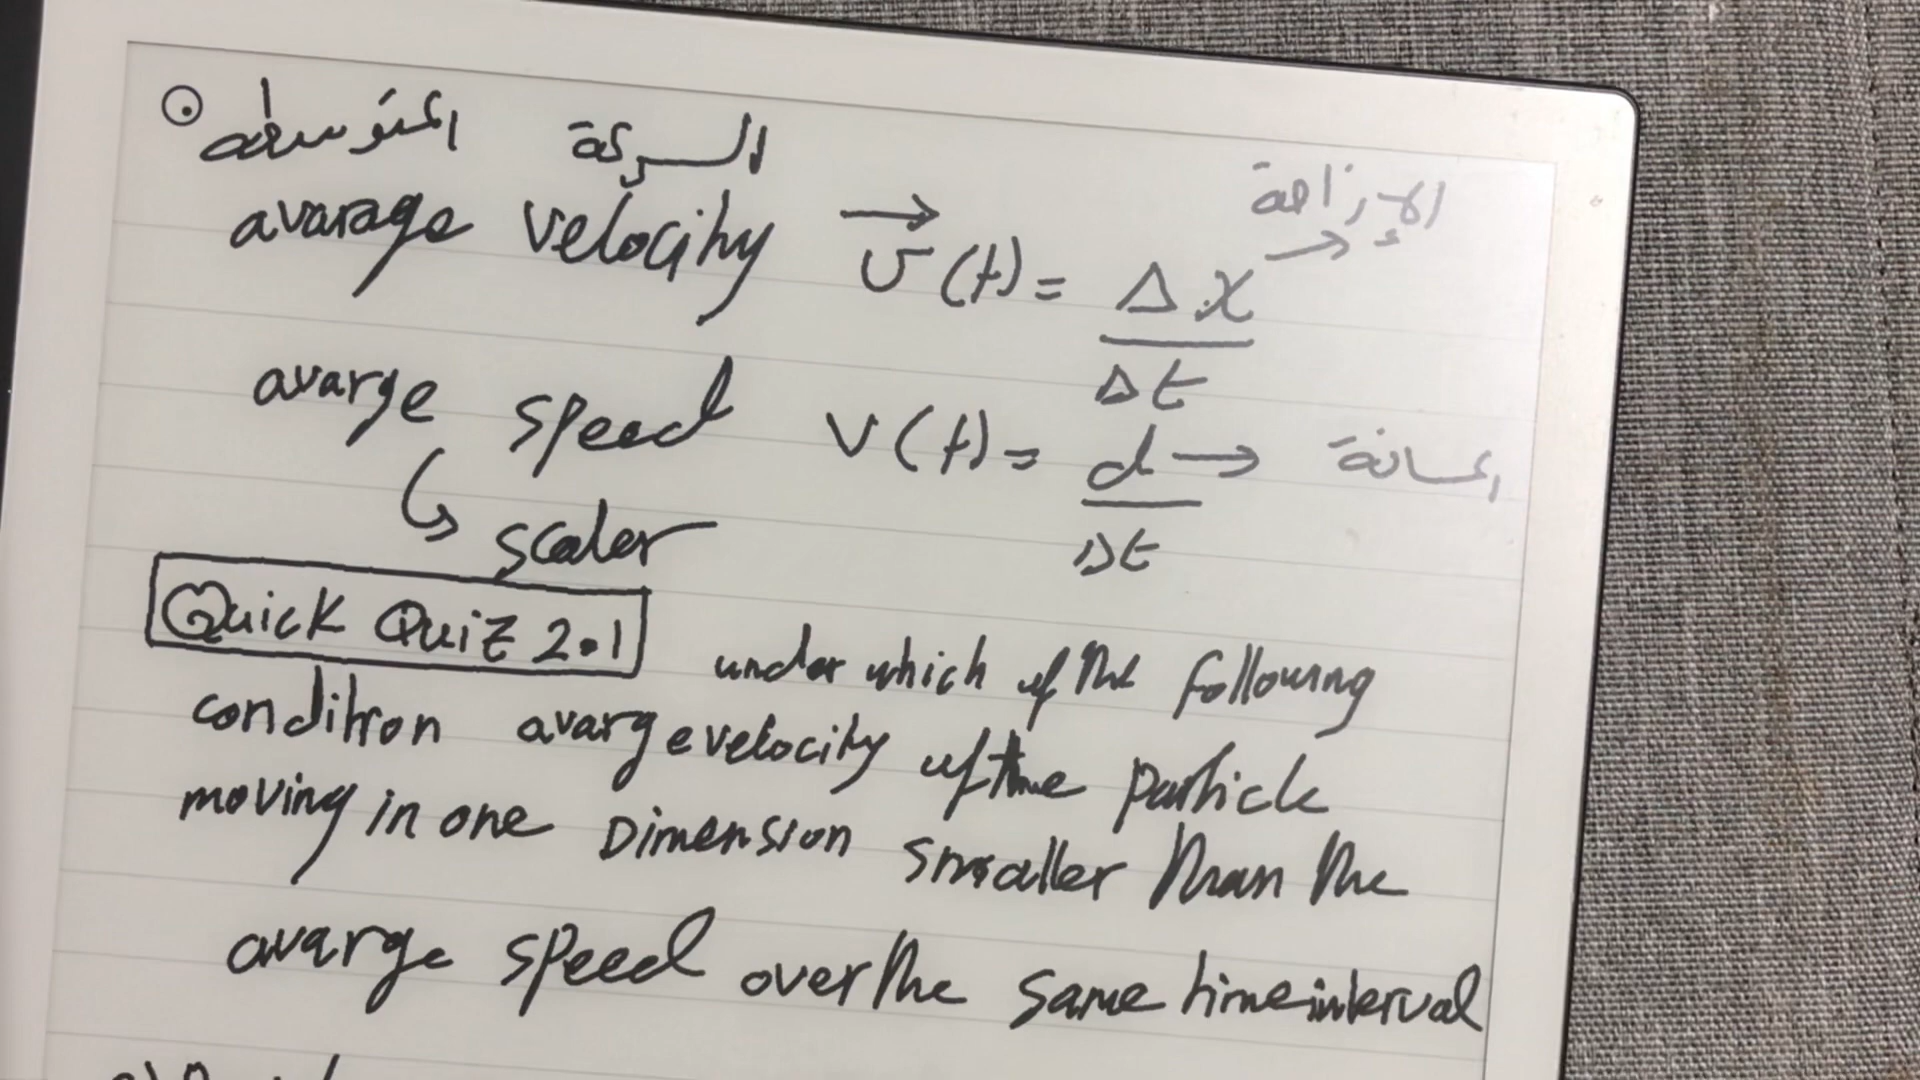 السرعة المتوسطه
avarage velocity v(t) = Δx → الإزاحة
Δt
avarge speed v(t) = d → المسافة
Δt
↳ scaler
Quick Quiz 2.1 under which of the following
condition avarge velocity of the particle
moving in one Dimension smaller than the
avarge speed over the same time interval